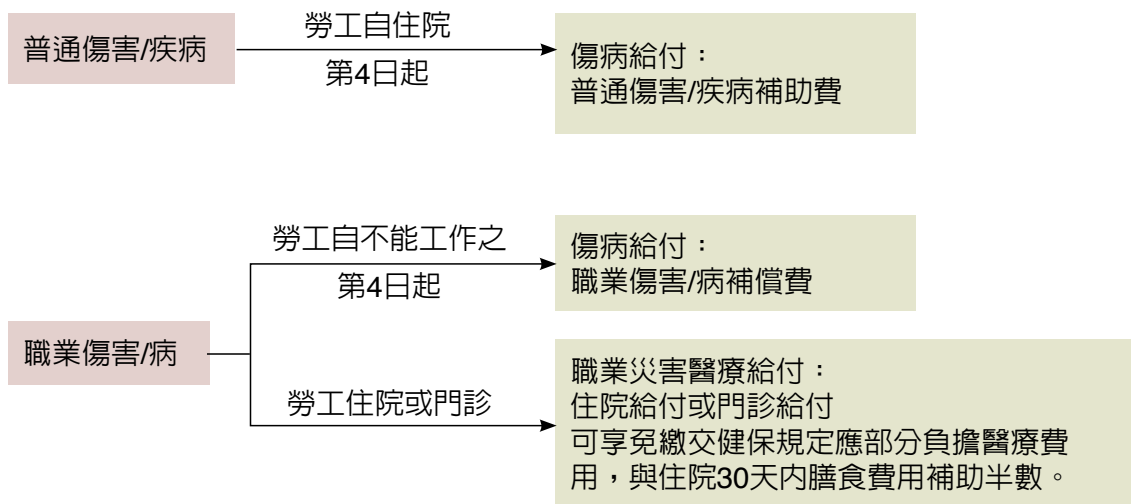 普通傷害/疾病
勞工自住院
第4日起
傷病給付：
普通傷害/疾病補助費
職業傷害/病
勞工自不能工作之
第4日起
傷病給付：
職業傷害/病補償費
勞工住院或門診
職業災害醫療給付：
住院給付或門診給付
可享免繳交健保規定應部分負擔醫療費
用，與住院30天內膳食費用補助半數。